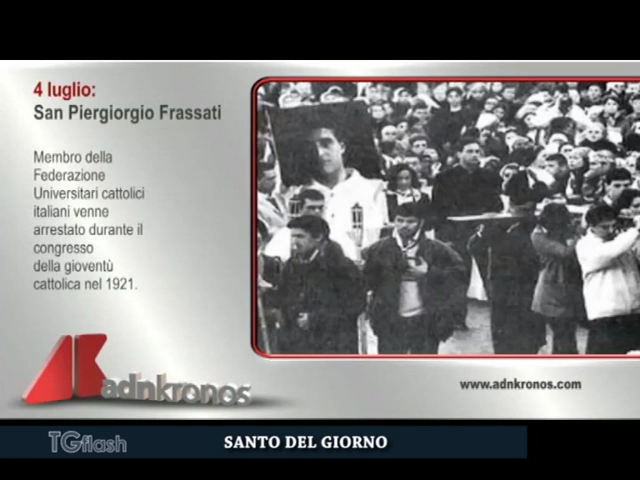 4 luglio:
San Piergiorgio Frassati
Membro della
Federazione
Universitari cattolici
italiani venne
arrestato durante il
congresso
della gioventù
cattolica nel 1921.
adnkronos
www.adnkronos.com
TGflash
SANTO DEL GIORNO